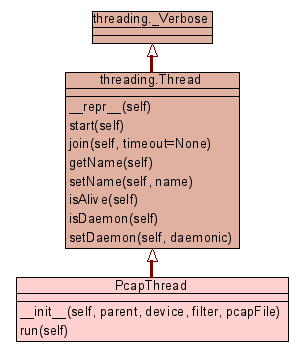 threading._Verbose
threading.Thread
__repr__(self)
start(self)
join(self, timeout=None)
getName(self)
setName(self, name)
isAlive(self)
isDaemon(self)
setDaemon(self, daemonic)
PcapThread
__init__(self, parent, device, filter, pcapFile)
run(self)